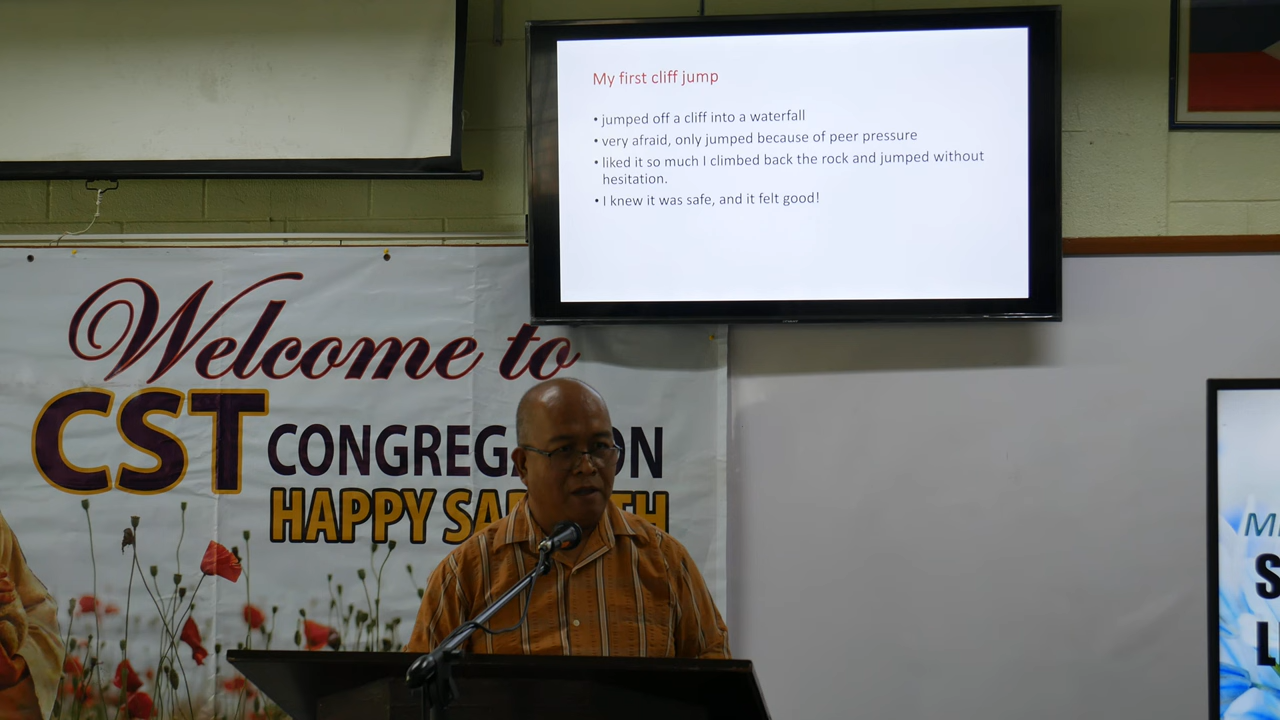 My first cliff jump
• jumped off a cliff into a waterfall
• very afraid, only jumped because of peer pressure
• liked it so much I climbed back the rock and jumped without
hesitation.
• I knew it was safe, and it felt good!
Welcome to
CST CONGREGA ON
HAPPY SA TH
M
S
L